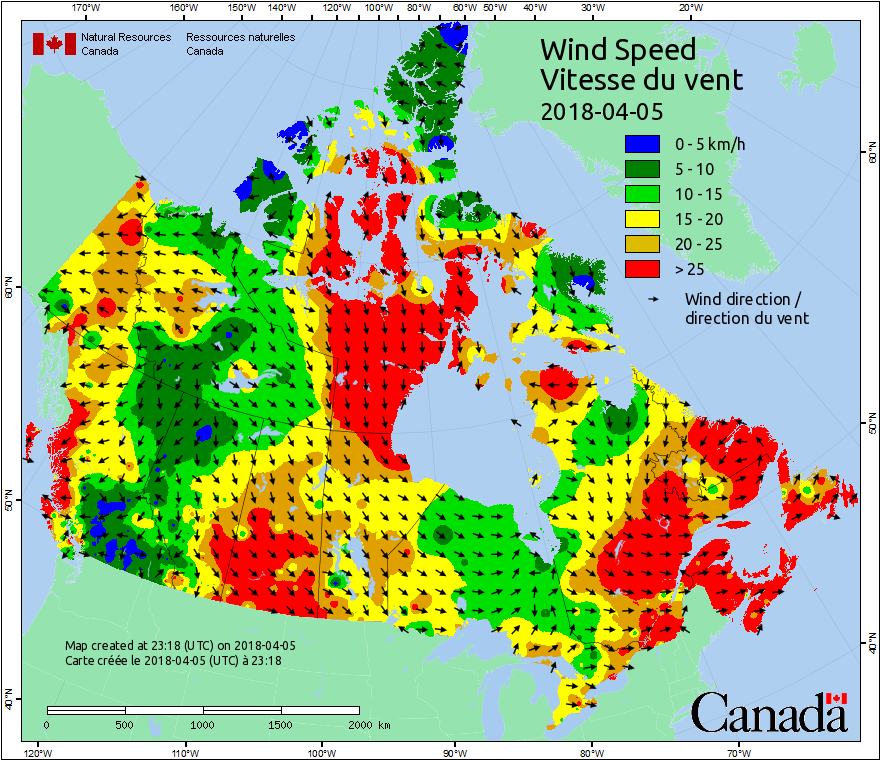 170°W 160°W 150°W 140°W 130°W 120°W 110°W 100°W 90°W 80°W 60°W 50°W 40°W 30°W 20°W
Natural Resources Canada
Ressources naturelles Canada
Wind Speed
Vitesse du vent
2018-04-05
0 - 5 km/h
5 - 10
10 - 15
15 - 20
20 - 25
> 25
Wind direction /
direction du vent
60°N
50°N
40°N
60°N
50°N
40°N
Map created at 23:18 (UTC) on 2018-04-05
Carte créée le 2018-04-05 (UTC) à 23:18
0 500 1000 1500 2000 km
Canada
120°W 110°W 100°W 90°W 80°W 70°W